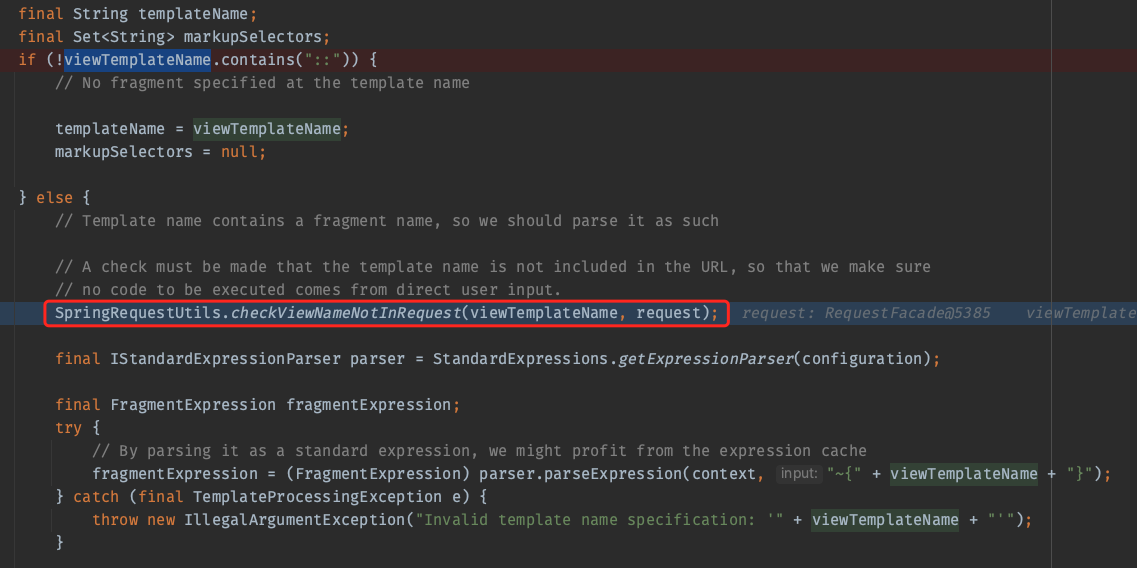 final String templateName;
final Set<String> markupSelectors;
if (!viewTemplateName.contains("::")) {
// No fragment specified at the template name
templateName = viewTemplateName;
markupSelectors = null;
} else {
// Template name contains a fragment name, so we should parse it as such
// A check must be made that the template name is not included in the URL, so that we make sure
// no code to be executed comes from direct user input.
SpringRequestUtils.checkViewNameNotInRequest(viewTemplateName, request); request: RequestFacade@5385 viewTemplate
final IStandardExpressionParser parser = StandardExpressions.getExpressionParser(configuration);
final FragmentExpression fragmentExpression;
try {
// By parsing it as a standard expression, we might profit from the expression cache
fragmentExpression = (FragmentExpression) parser.parseExpression(context, input: "~{" + viewTemplateName + "}");
} catch (final TemplateProcessingException e) {
throw new IllegalArgumentException("Invalid template name specification: '" + viewTemplateName + "'");
}